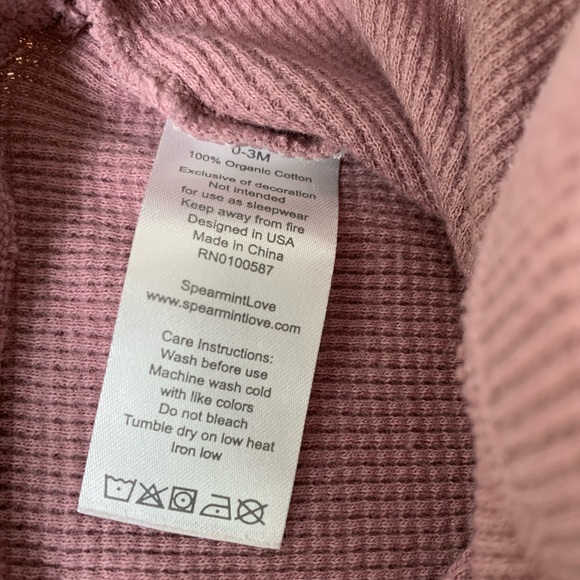 0-3M
100% Organic Cotton
Exclusive of decoration
Not intended
for use as sleepwear
Keep away from fire
Designed in USA
Made in China
RN0100587
SpearmintLove
www.spearmintlove.com
Care Instructions:
Wash before use
Machine wash cold
with like colors
Do not bleach
Tumble dry on low heat
Iron low